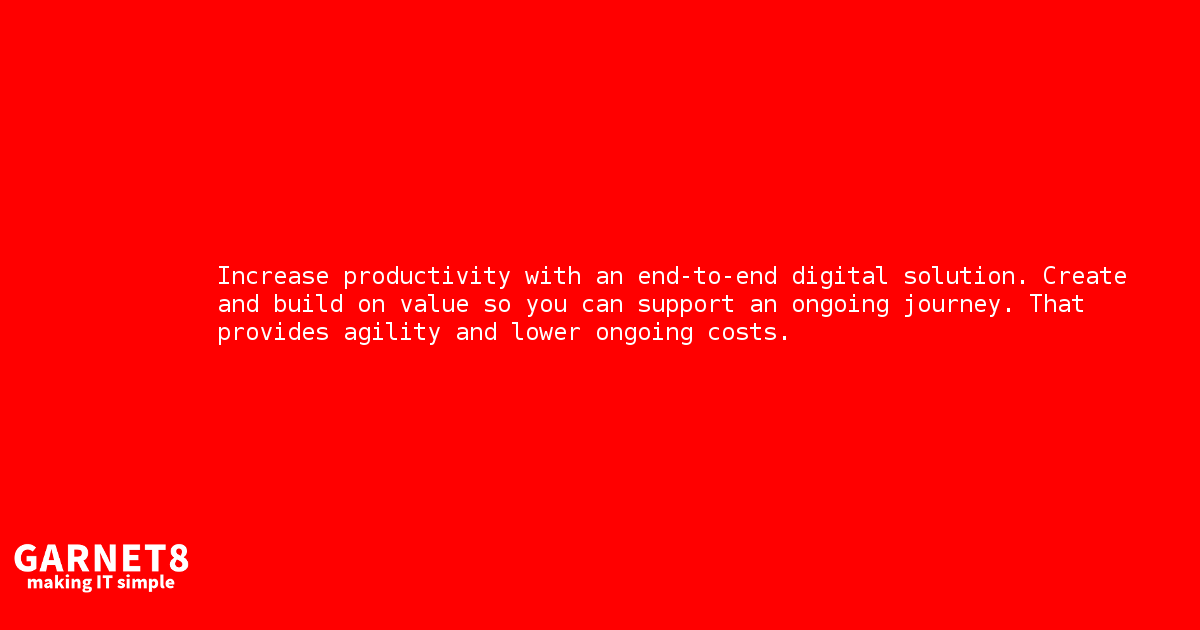 Increase productivity with an end-to-end digital solution. Create
and build on value so you can support an ongoing journey. That
provides agility and lower ongoing costs.
GARNET8
making IT simple